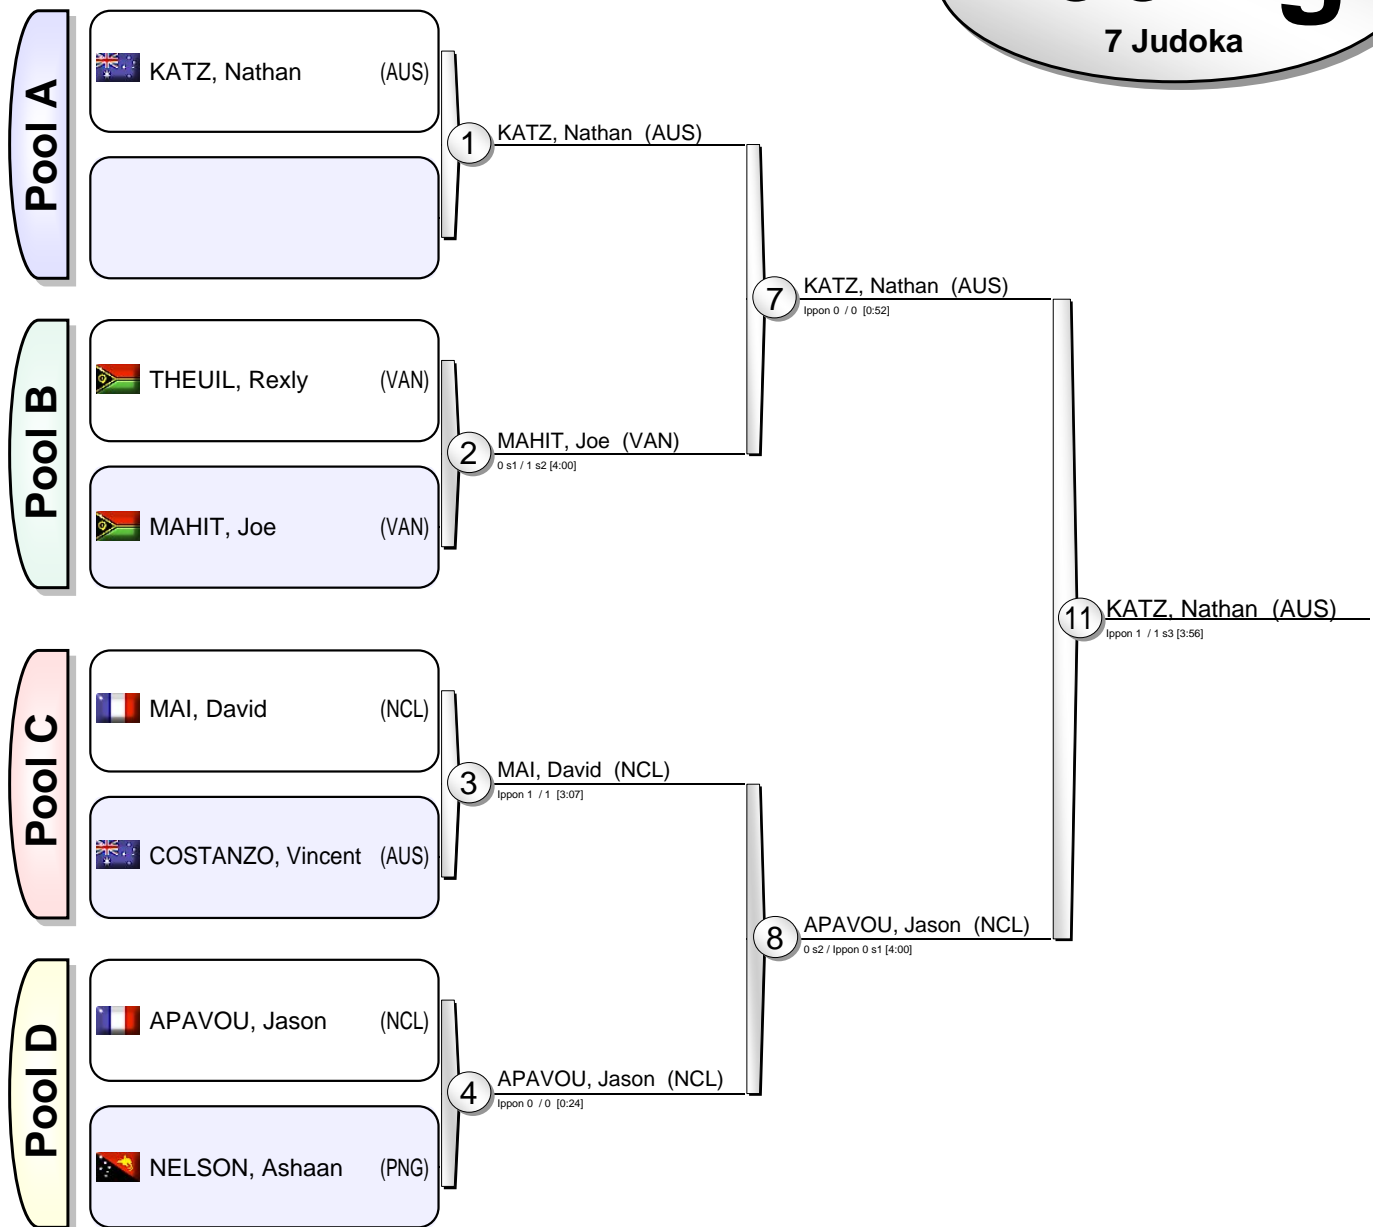 7 Judoka
Pool A
KATZ, Nathan (AUS)
1
KATZ, Nathan (AUS)
7
KATZ, Nathan (AUS)
Ippon 0 / 0 [0:52]
Pool B
THEUIL, Rexly (VAN)
2
MAHIT, Joe (VAN)
0 s1 / 1 s2 [4:00]
MAHIT, Joe (VAN)
11
KATZ, Nathan (AUS)
Ippon 1 / 1 s3 [3:56]
Pool C
MAI, David (NCL)
3
MAI, David (NCL)
Ippon 1 / 1 [3:07]
COSTANZO, Vincent (AUS)
8
APAVOU, Jason (NCL)
0 s2 / Ippon 0 s1 [4:00]
Pool D
APAVOU, Jason (NCL)
4
APAVOU, Jason (NCL)
Ippon 0 / 0 [0:24]
NELSON, Ashaan (PNG)